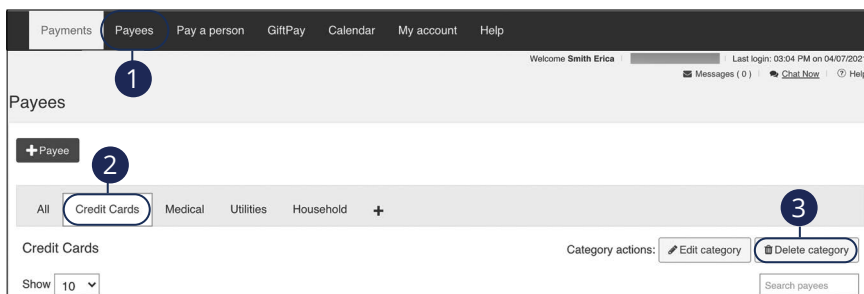 Payments Payees Pay a person GiftPay Calendar My account Help
1
Welcome Smith Erica Last login: 03:04 PM on 04/07/202
Messages ( 0 ) Chat Now ? Help
Payees
+ Payee
2
All Credit Cards Medical Utilities Household +
3
Credit Cards Category actions: Edit category Delete category
Show 10 Search payees